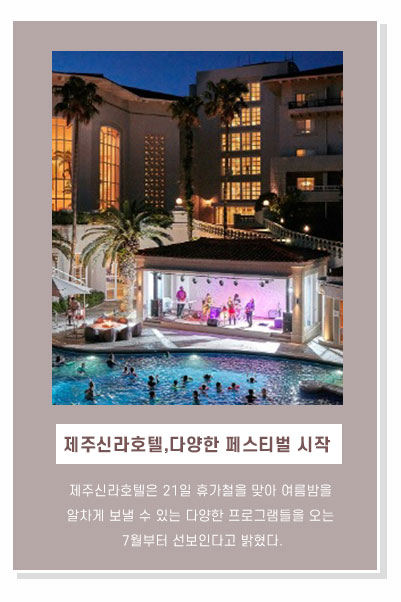 제주신라호텔,다양한 페스티벌 시작
제주신라호텔은 21일 휴가철을 맞아 여름밤을
알차게 보낼 수 있는 다양한 프로그램들을 오는
7월부터 선보인다고 밝혔다.